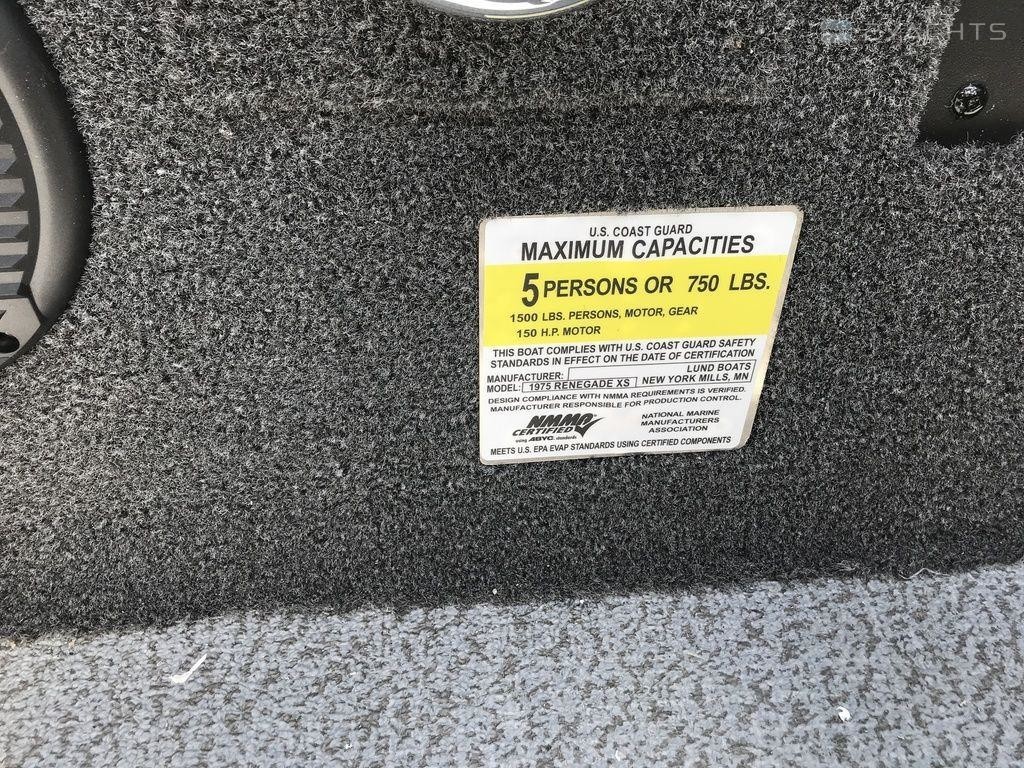 U.S. COAST GUARD
MAXIMUM CAPACITIES
5 PERSONS OR 750 LBS.
1500 LBS. PERSONS, MOTOR, GEAR
150 H.P. MOTOR
THIS BOAT COMPLIES WITH U.S. COAST GUARD SAFETY
STANDARDS IN EFFECT ON THE DATE OF CERTIFICATION
MANUFACTURER: LUND BOATS
MODEL: 1975 RENEGADE XS NEW YORK MILLS, MN
DESIGN COMPLIANCE WITH NMMA REQUIREMENTS IS VERIFIED.
MANUFACTURER RESPONSIBLE FOR PRODUCTION CONTROL.
NMMA
CERTIFIED
using ABYC standards
NATIONAL MARINE
MANUFACTURERS
ASSOCIATION
MEETS U.S. EPA EVAP STANDARDS USING CERTIFIED COMPONENTS